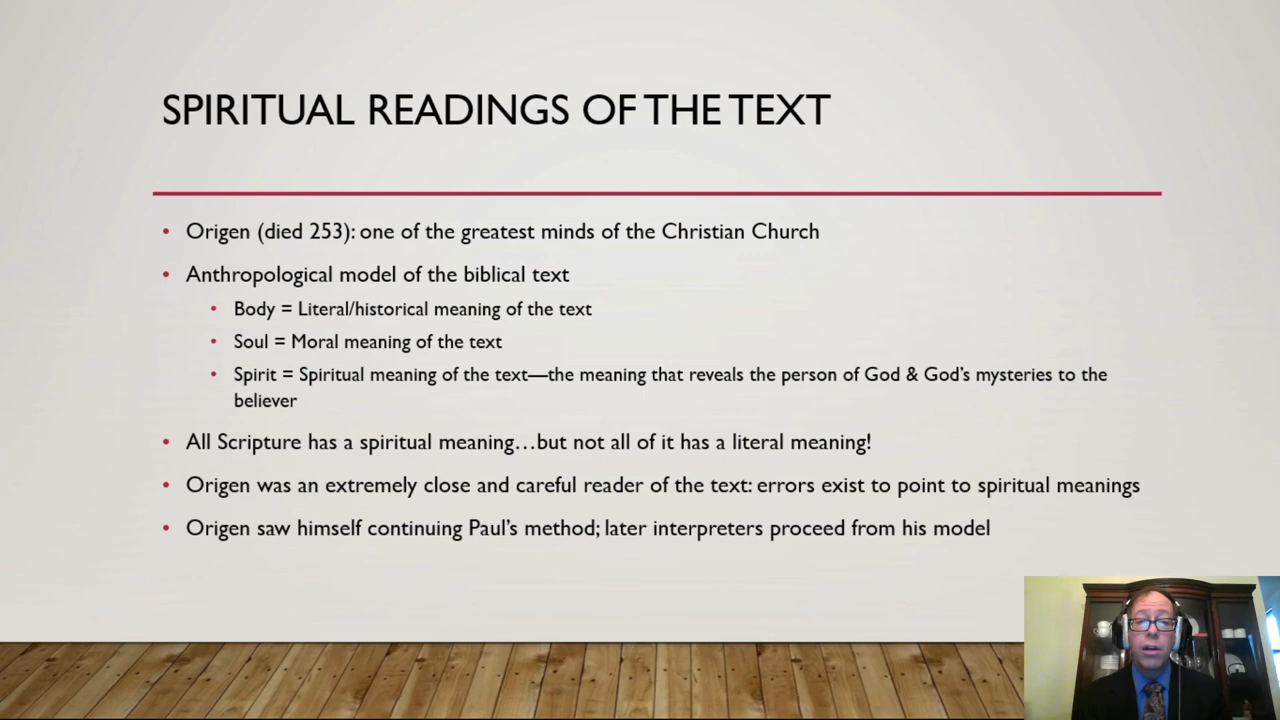 SPIRITUAL READINGS OF THE TEXT
• Origen (died 253): one of the greatest minds of the Christian Church
• Anthropological model of the biblical text
• Body = Literal/historical meaning of the text
• Soul = Moral meaning of the text
• Spirit = Spiritual meaning of the text—the meaning that reveals the person of God & God’s mysteries to the
believer
• All Scripture has a spiritual meaning…but not all of it has a literal meaning!
• Origen was an extremely close and careful reader of the text: errors exist to point to spiritual meanings
• Origen saw himself continuing Paul’s method; later interpreters proceed from his model